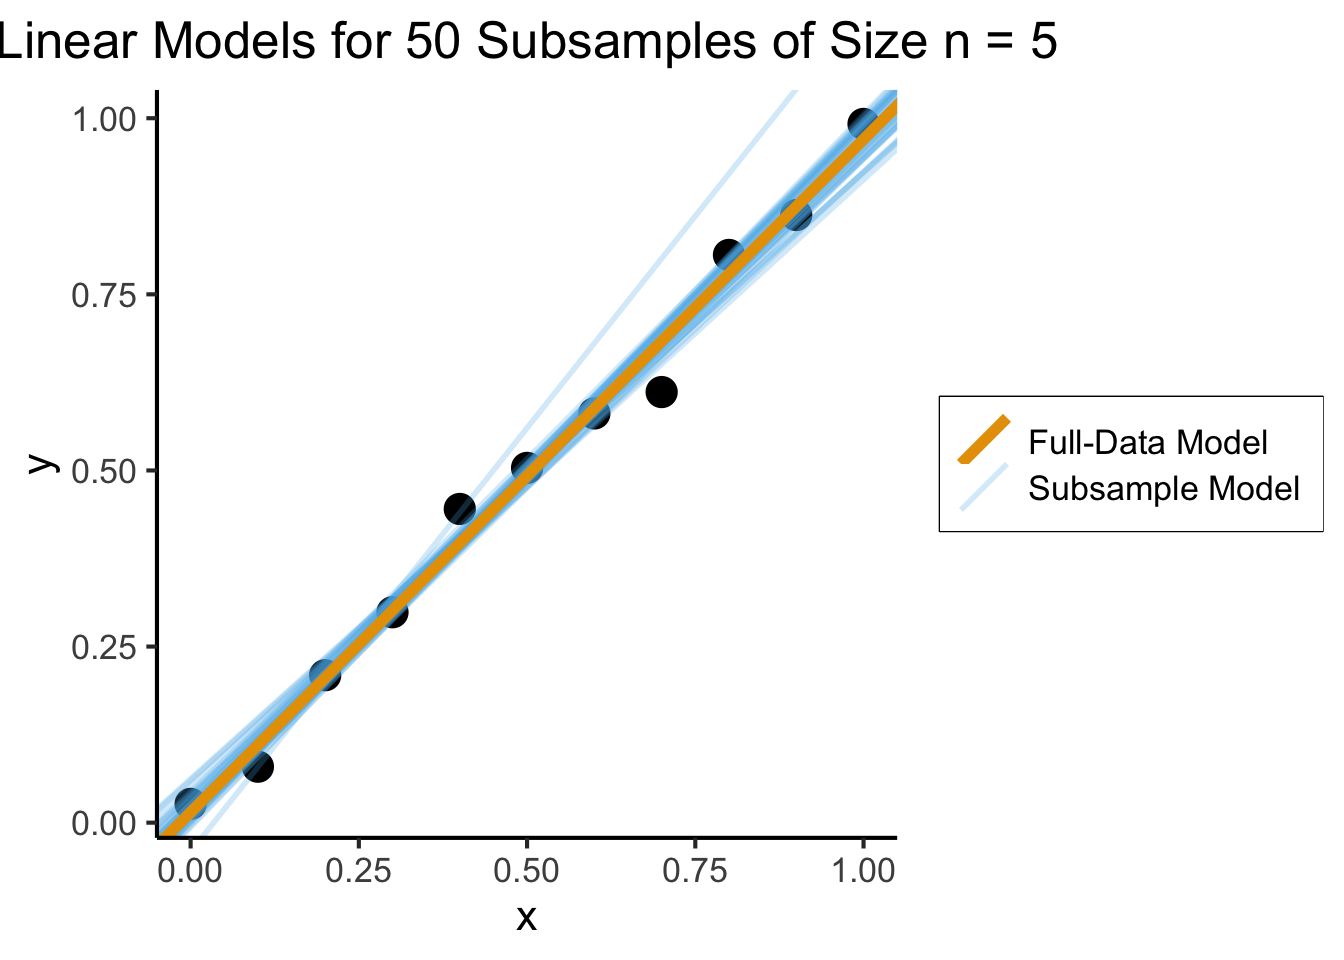 Linear Models for 50 Subsamples of Size n = 5
1.00
0.75
0.50
0.25
0.00
y
0.00 0.25 0.50 0.75 1.00
x
Full-Data Model
Subsample Model